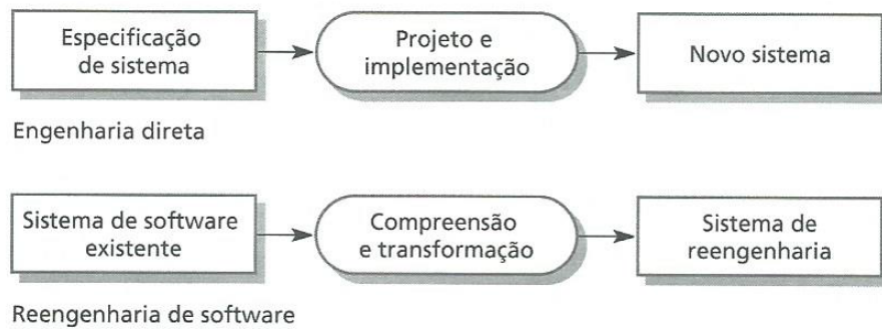 Especificação
de sistema
Projeto e
implementação
Novo sistema
Engenharia direta
Sistema de software
existente
Compreensão
e transformação
Sistema de
reengenharia
Reengenharia de software